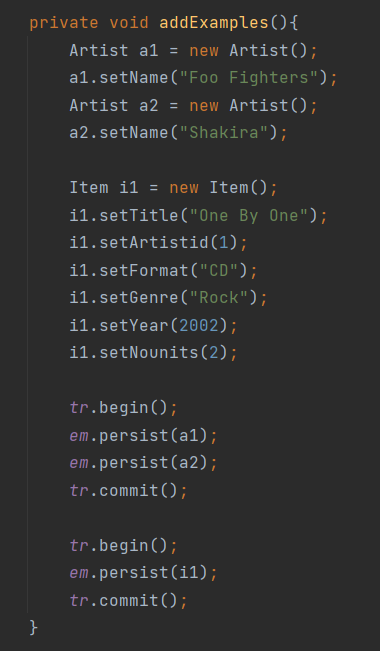 private void addExamples(){
Artist a1 = new Artist();
a1.setName("Foo Fighters");
Artist a2 = new Artist();
a2.setName("Shakira");
Item i1 = new Item();
i1.setTitle("One By One");
i1.setArtistid(1);
i1.setFormat("CD");
i1.setGenre("Rock");
i1.setYear(2002);
i1.setNounits(2);
tr.begin();
em.persist(a1);
em.persist(a2);
tr.commit();
tr.begin();
em.persist(i1);
tr.commit();
}